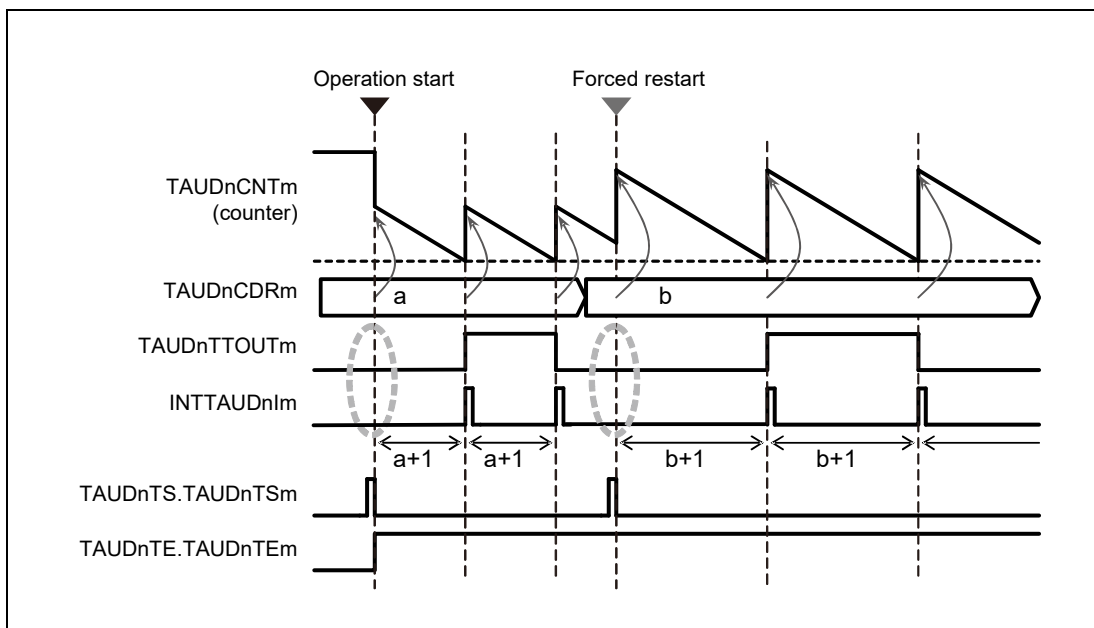 Operation start
Forced restart
TAUDnCNTm
(counter)
TAUDnCDRm
a
b
TAUDnTTOUTm
INTTAUDnIm
a+1
a+1
b+1
b+1
TAUDnTS.TAUDnTSm
TAUDnTE.TAUDnTEm